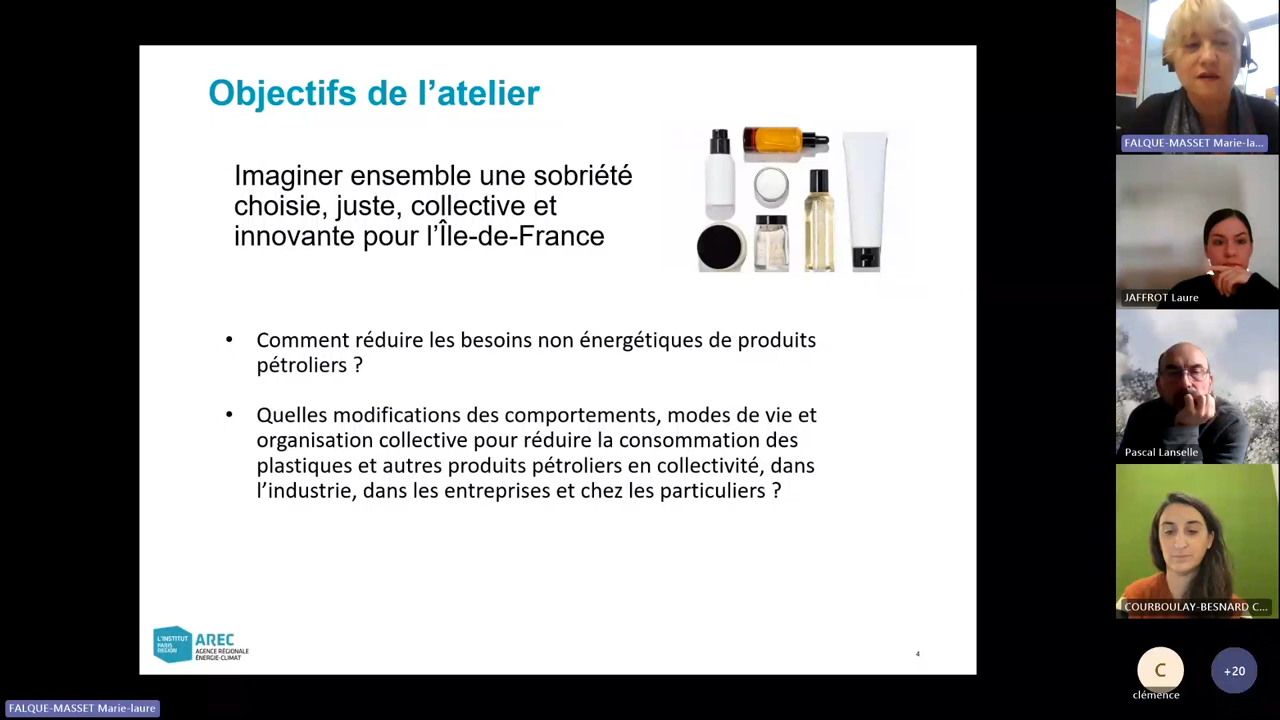 Objectifs de l’atelier
Imaginer ensemble une sobriété
choisie, juste, collective et
innovante pour l’Île-de-France
• Comment réduire les besoins non énergétiques de produits
pétroliers ?
• Quelles modifications des comportements, modes de vie et
organisation collective pour réduire la consommation des
plastiques et autres produits pétroliers en collectivité, dans
l’industrie, dans les entreprises et chez les particuliers ?
L’INSTITUT
PARIS
REGION
AREC
AGENCE RÉGIONALE
ÉNERGIE-CLIMAT
4
FALQUE-MASSET Marie-la...
JAFFROT Laure
Pascal Lanselle
COURBOULAY-BESNARD C...
C
clémence
+20
FALQUE-MASSET Marie-laure